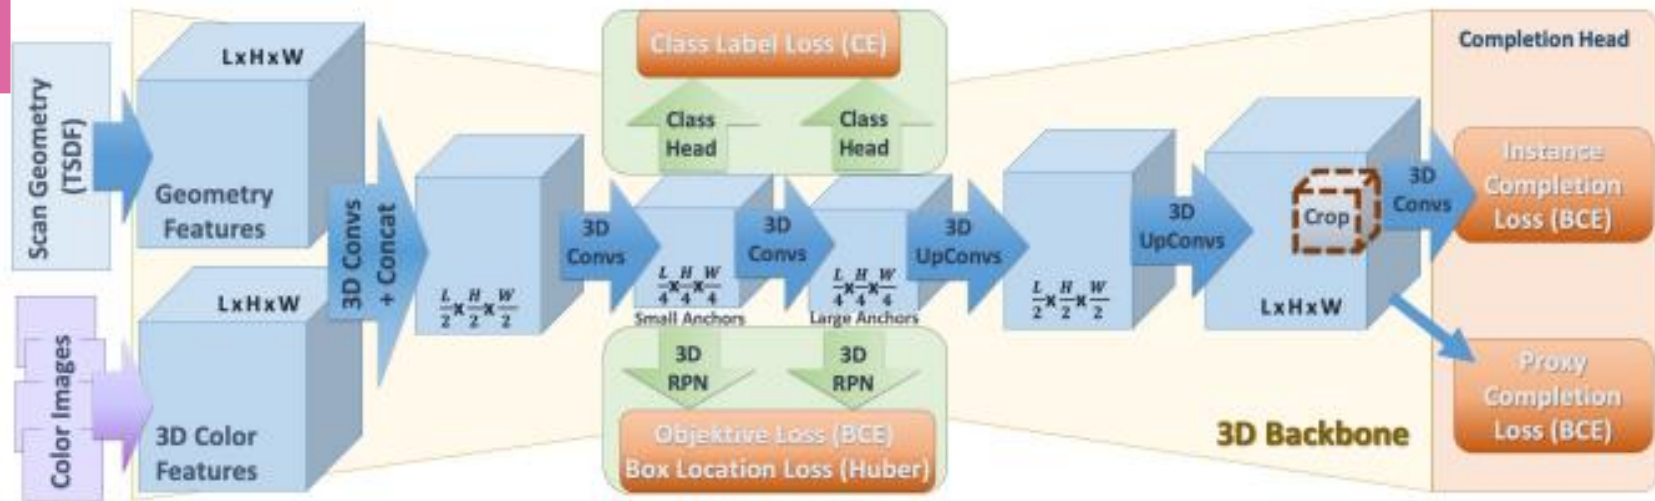 Scan Geometry
(TSDF)
Color Images
LxHxW
Geometry
Features
LxHxW
3D Color
Features
3D Convs
+ Concat
L/2 x H/2 x W/2
3D
Convs
Class Label Loss (CE)
Class
Head
Class
Head
L/4 x H/4 x W/4
Small Anchors
3D
Convs
L/4 x H/4 x W/4
Large Anchors
3D
RPN
3D
RPN
Objektive Loss (BCE)
Box Location Loss (Huber)
3D
UpConvs
L/2 x H/2 x W/2
3D
UpConvs
Crop
LxHxW
3D
Convs
3D Backbone
Completion Head
Instance
Completion
Loss (BCE)
Proxy
Completion
Loss (BCE)